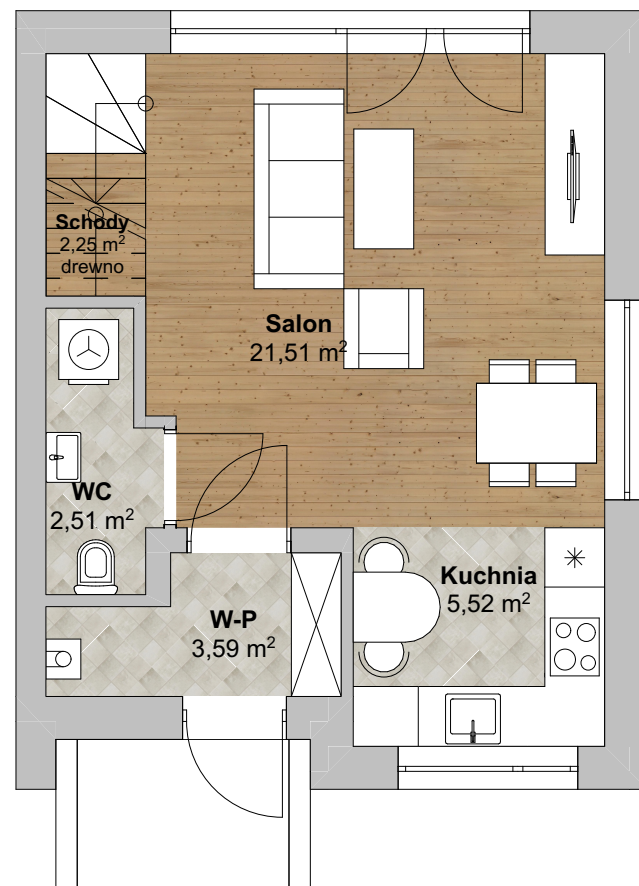 Schody
2,25 m²
drewno
Salon
21,51 m²
WC
2,51 m²
Kuchnia
5,52 m²
W-P
3,59 m²